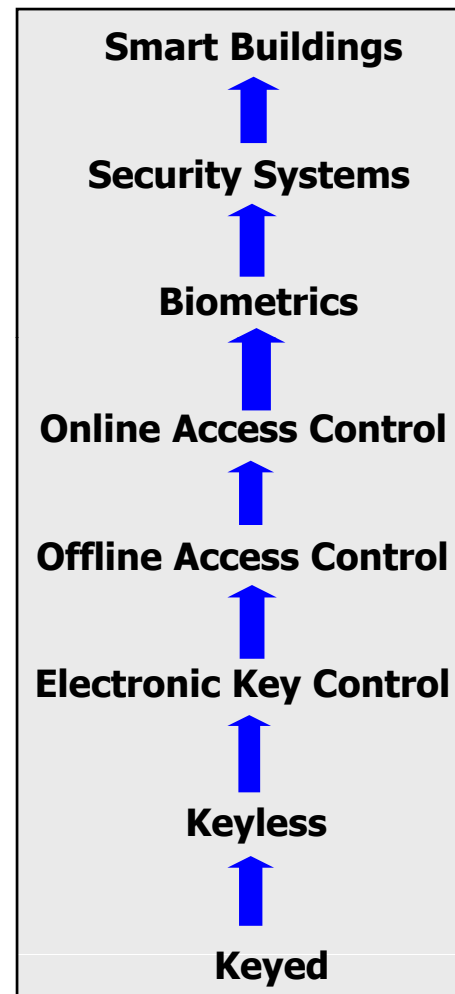 Smart Buildings
Security Systems
Biometrics
Online Access Control
Offline Access Control
Electronic Key Control
Keyless
Keyed